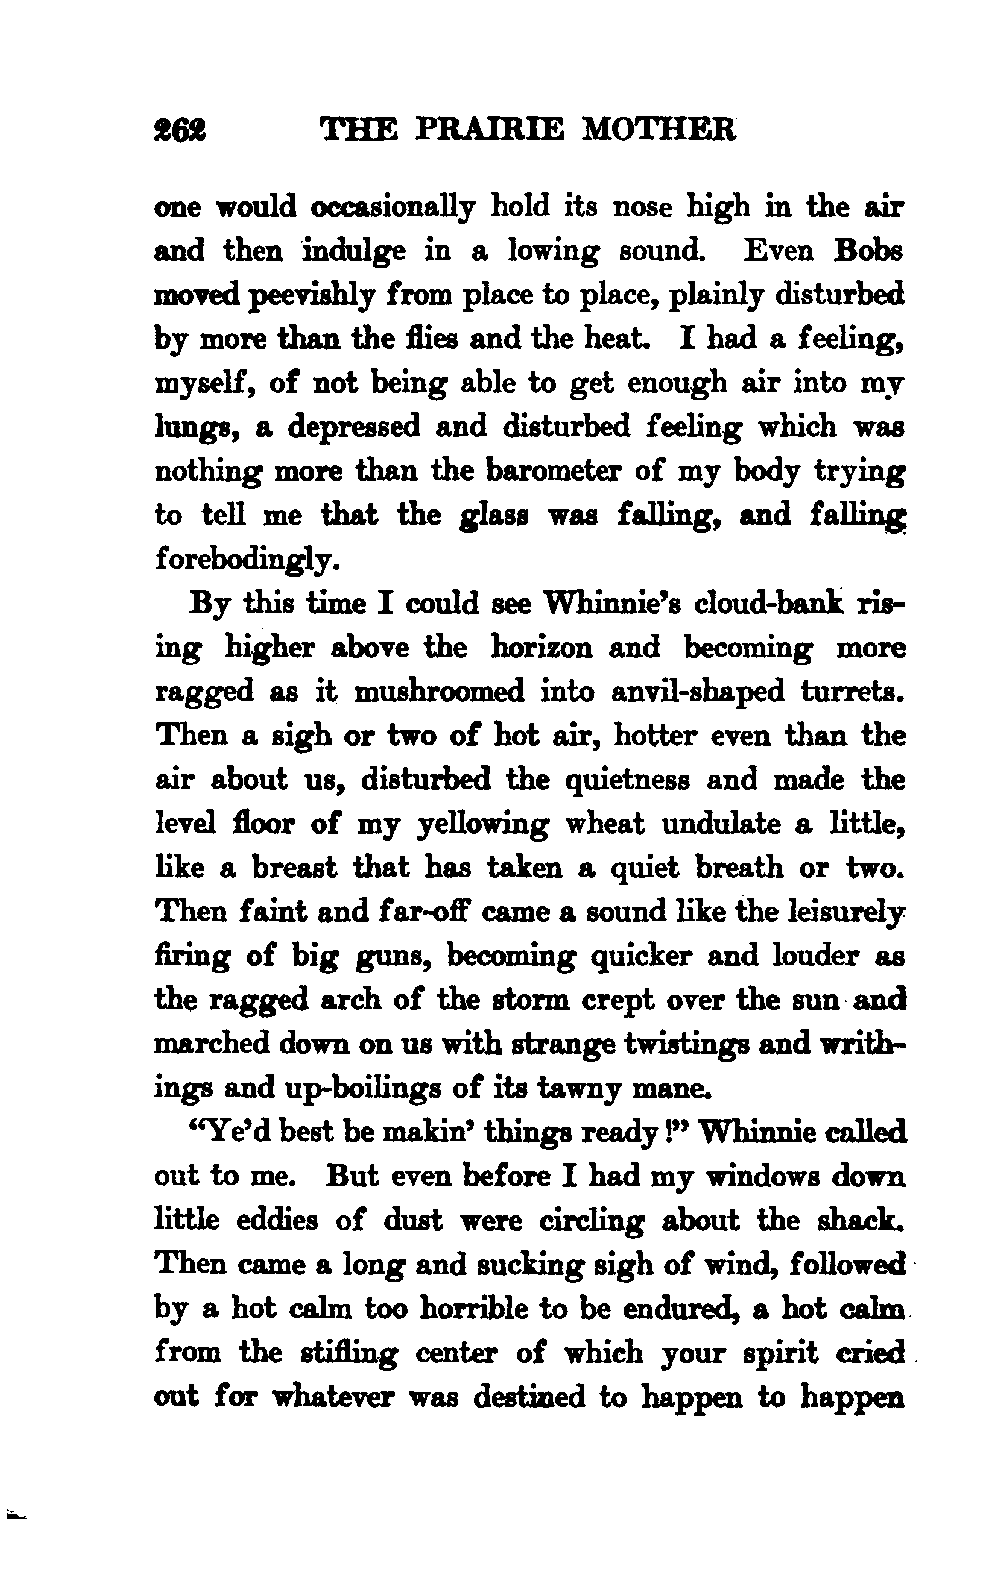 262 THE PRAIRIE MOTHER
one would occasionally hold its nose high in the air
and then indulge in a lowing sound. Even Bobs
moved peevishly from place to place, plainly disturbed
by more than the flies and the heat. I had a feeling,
myself, of not being able to get enough air into my
lungs, a depressed and disturbed feeling which was
nothing more than the barometer of my body trying
to tell me that the glass was falling, and falling
forebodingly.
By this time I could see Whinnie's cloud-bank ris-
ing higher above the horizon and becoming more
ragged as it mushroomed into anvil-shaped turrets.
Then a sigh or two of hot air, hotter even than the
air about us, disturbed the quietness and made the
level floor of my yellowing wheat undulate a little,
like a breast that has taken a quiet breath or two.
Then faint and far-off came a sound like the leisurely
firing of big guns, becoming quicker and louder as
the ragged arch of the storm crept over the sun and
marched down on us with strange twistings and writh-
ings and up-boilings of its tawny mane.
"Ye'd best be makin' things ready!" Whinnie called
out to me. But even before I had my windows down
little eddies of dust were circling about the shack.
Then came a long and sucking sigh of wind, followed
by a hot calm too horrible to be endured, a hot calm
from the stifling center of which your spirit cried
out for whatever was destined to happen to happen